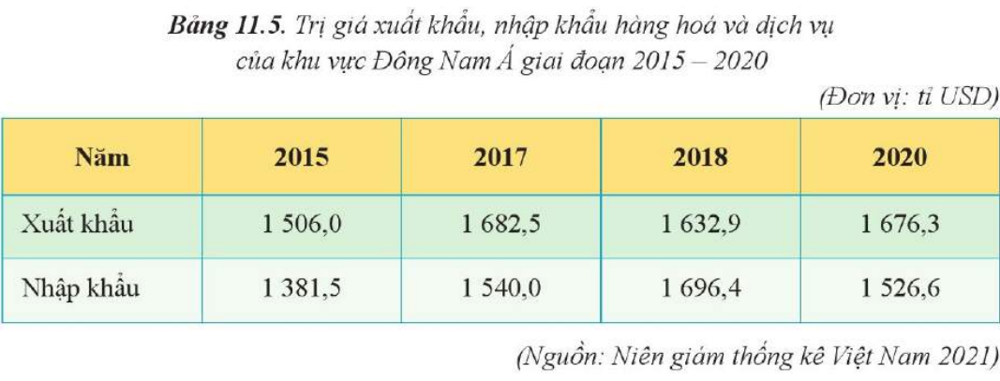 Bảng 11.5. Trị giá xuất khẩu, nhập khẩu hàng hoá và dịch vụ
của khu vực Đông Nam Á giai đoạn 2015 – 2020
(Đơn vị: tỉ USD)
Năm 2015 2017 2018 2020
Xuất khẩu 1 506,0 1 682,5 1 632,9 1 676,3
Nhập khẩu 1 381,5 1 540,0 1 696,4 1 526,6
(Nguồn: Niên giám thống kê Việt Nam 2021)